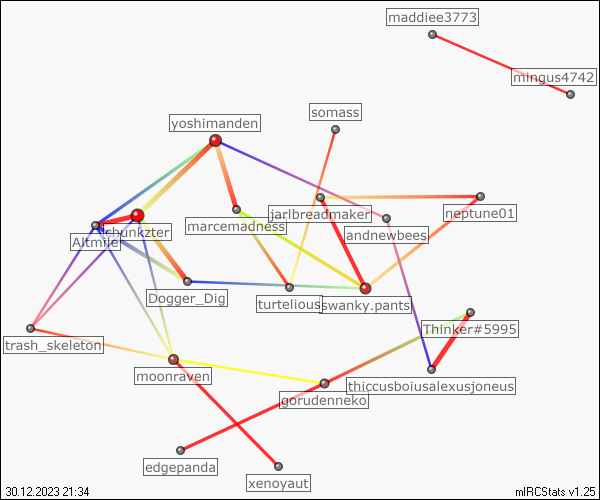 maddiee3773
mingus4742
somass
yoshimanden
jarlbreadmaker
neptune01
marcemadness
chunkzter
andnewbees
Altmile
Dogger_Dig
turtelious
swanky.pants
Thinker#5995
trash_skeleton
moonraven
thiccusboiusalexusjoneus
gorudenneko
edgepanda
xenoyaut
30.12.2023 21:34
mIRCStats v1.25